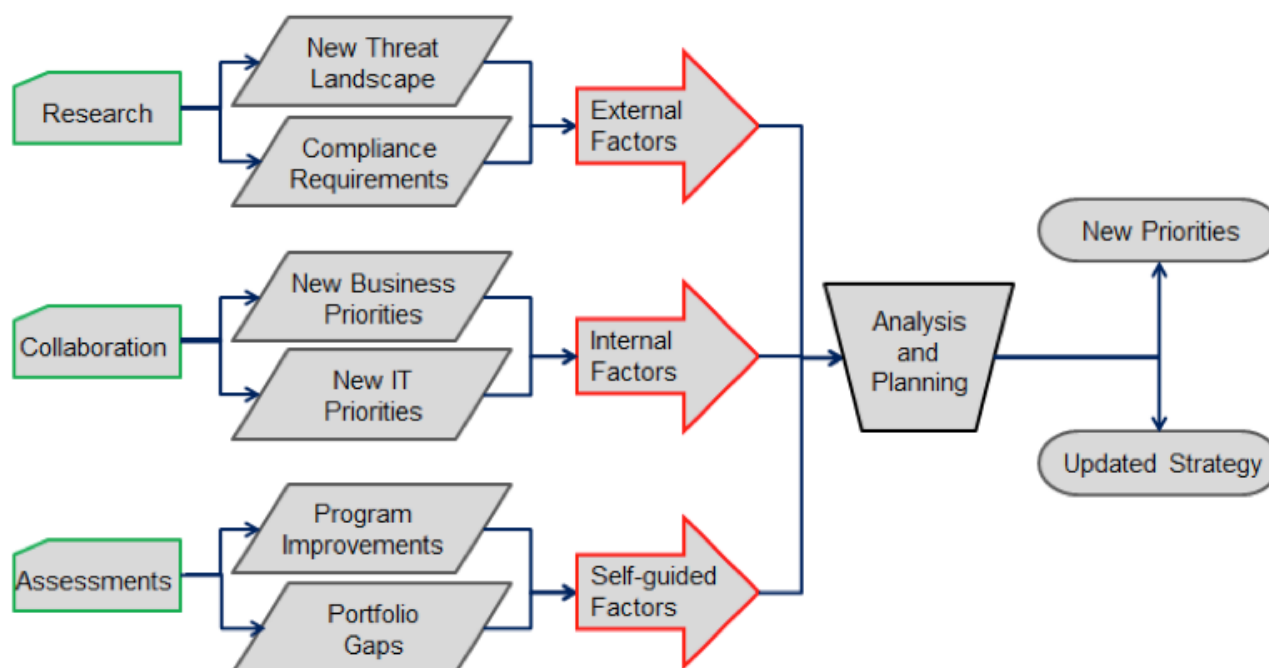 New Threat
Landscape
Research
Compliance
Requirements
External
Factors
New Business
Priorities
Collaboration
New IT
Priorities
Internal
Factors
Program
Improvements
Assessments
Portfolio
Gaps
Self-guided
Factors
Analysis
and
Planning
New Priorities
Updated Strategy